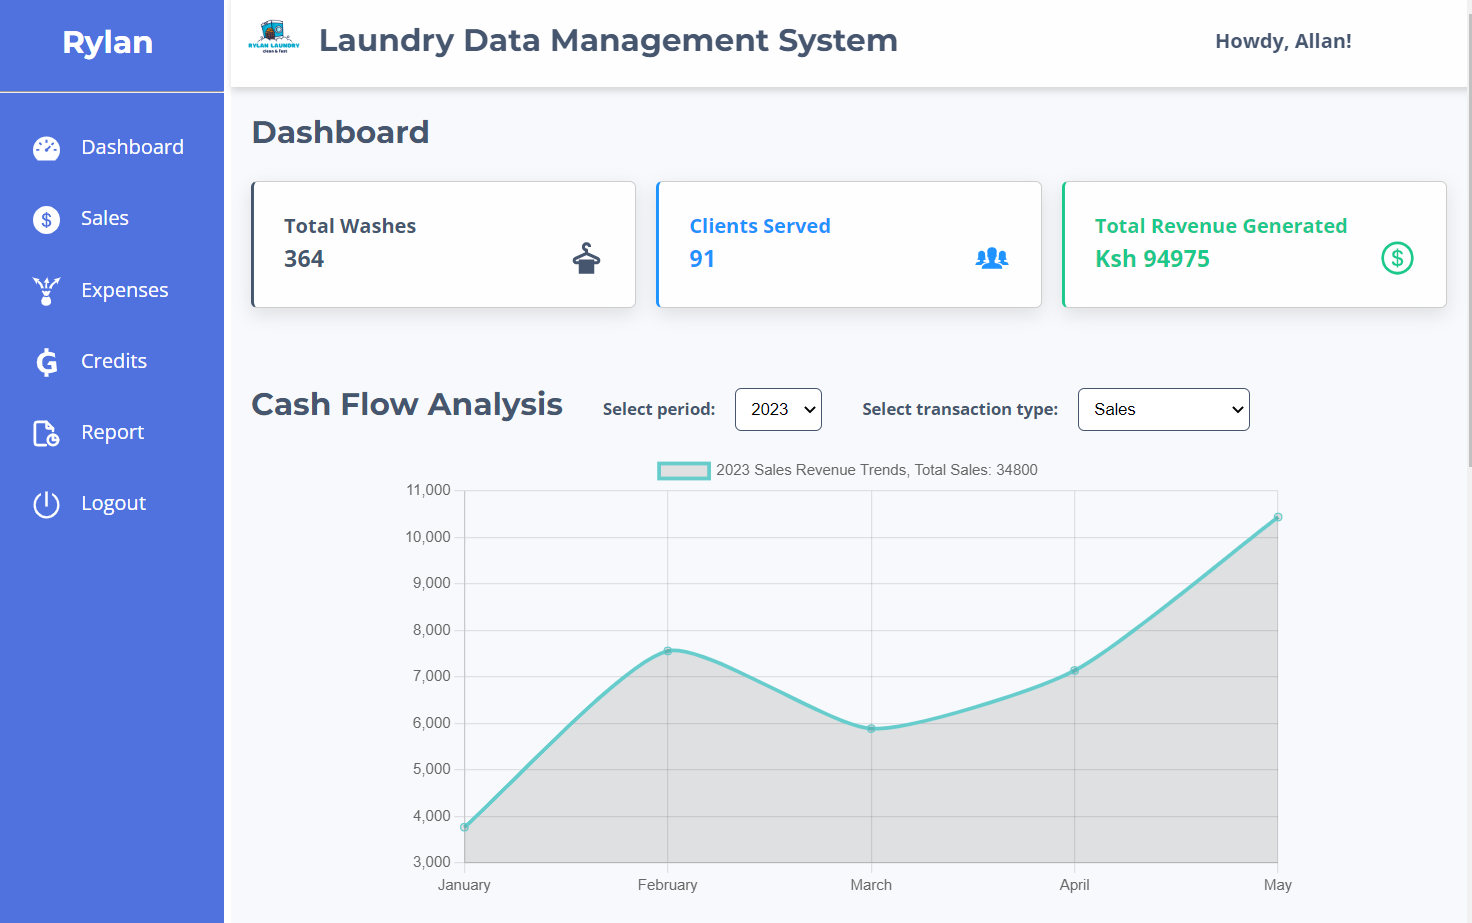 Rylan
RYLAN LAUNDRY
Clean & Fast
Laundry Data Management System
Howdy, Allan!
Dashboard
Sales
Expenses
Credits
Report
Logout
Dashboard
Total Washes
364
Clients Served
91
Total Revenue Generated
Ksh 94975
Cash Flow Analysis
Select period:
2023
Select transaction type:
Sales
2023 Sales Revenue Trends, Total Sales: 34800
11,000
10,000
9,000
8,000
7,000
6,000
5,000
4,000
3,000
January
February
March
April
May